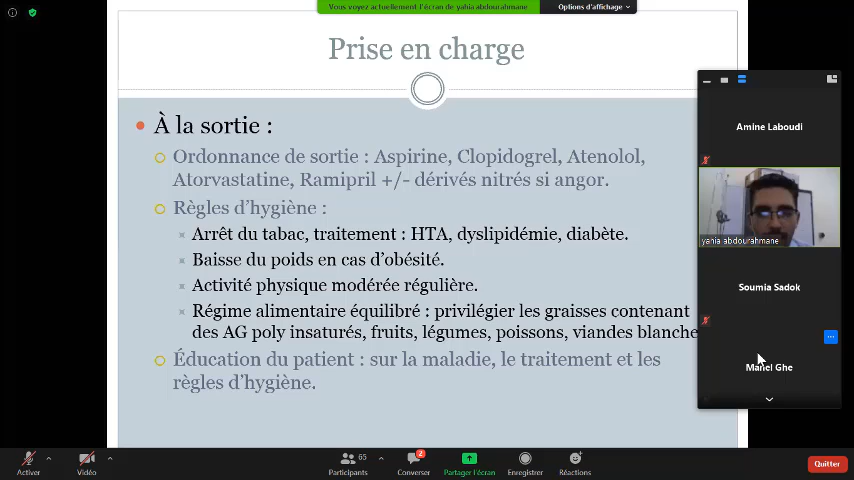 Vous voyez actuellement l'écran de yahia abdourahmane
Options d'affichage
Prise en charge
À la sortie :
Ordonnance de sortie : Aspirine, Clopidogrel, Atenolol,
Atorvastatine, Ramipril +/- dérivés nitrés si angor.
Règles d'hygiène :
Arrêt du tabac, traitement : HTA, dyslipidémie, diabète.
Baisse du poids en cas d'obésité.
Activité physique modérée régulière.
Régime alimentaire équilibré : privilégier les graisses contenant
des AG poly insaturés, fruits, légumes, poissons, viandes blanche
Éducation du patient : sur la maladie, le traitement et les
règles d'hygiène.
Amine Laboudi
yahia abdourahmane
Soumia Sadok
Manel Ghe
Activer
Vidéo
65
Participants
2
Converser
Partager l'écran
Enregistrer
Réactions
Quitter